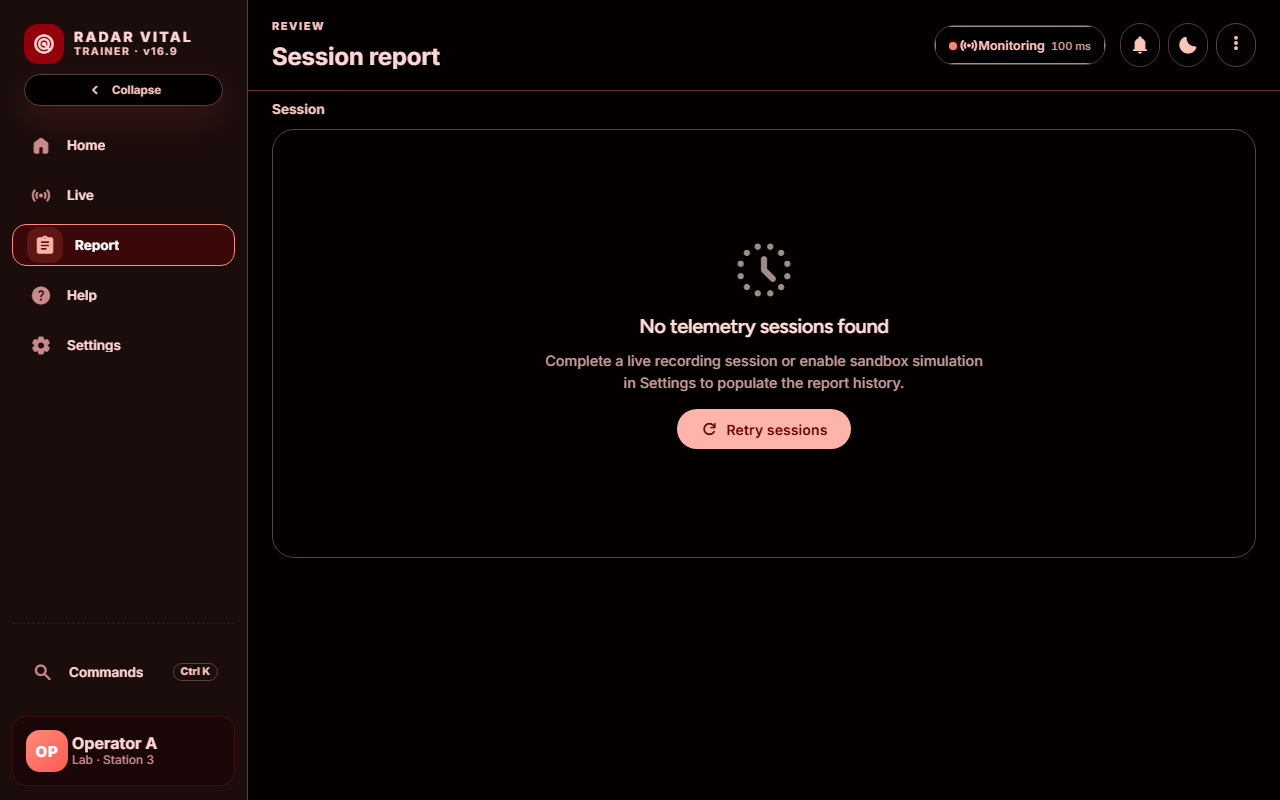 RADAR VITAL
TRAINER · v16.9
Collapse
Home
Live
Report
Help
Settings
Commands
Ctrl K
OP
Operator A
Lab · Station 3
REVIEW
Session report
Monitoring 100 ms
Session
No telemetry sessions found
Complete a live recording session or enable sandbox simulation
in Settings to populate the report history.
Retry sessions